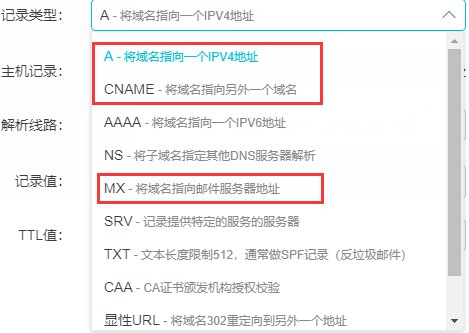 记录类型：
A - 将域名指向一个IPV4地址
A - 将域名指向一个IPV4地址
主机记录：
CNAME - 将域名指向另外一个域名
解析线路：
AAAA - 将域名指向一个IPV6地址
NS - 将子域名指定其他DNS服务器解析
记录值：
MX - 将域名指向邮件服务器地址
SRV - 记录提供特定的服务的服务器
TTL值：
TXT - 文本长度限制512，通常做SPF记录（反垃圾邮件）
CAA - CA证书颁发机构授权校验
显性URL - 将域名302重定向到另外一个地址